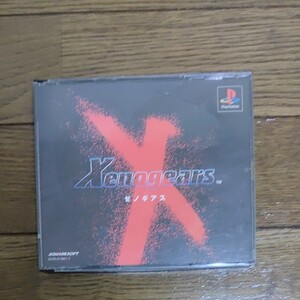 PlayStation
Xenogears
ゼノギアス
SQUARESOFT